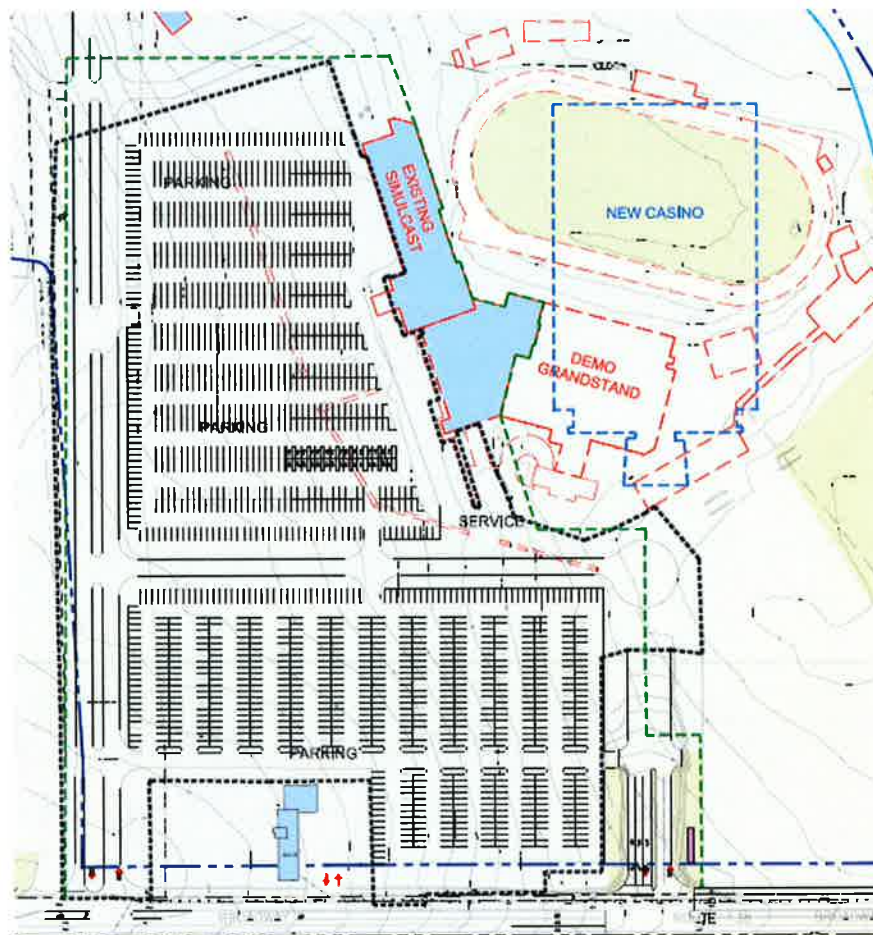 PARKING
EXISTING
SIMULCAST
NEW CASINO
DEMO
GRANDSTAND
PARKING
SERVICE
PARKING